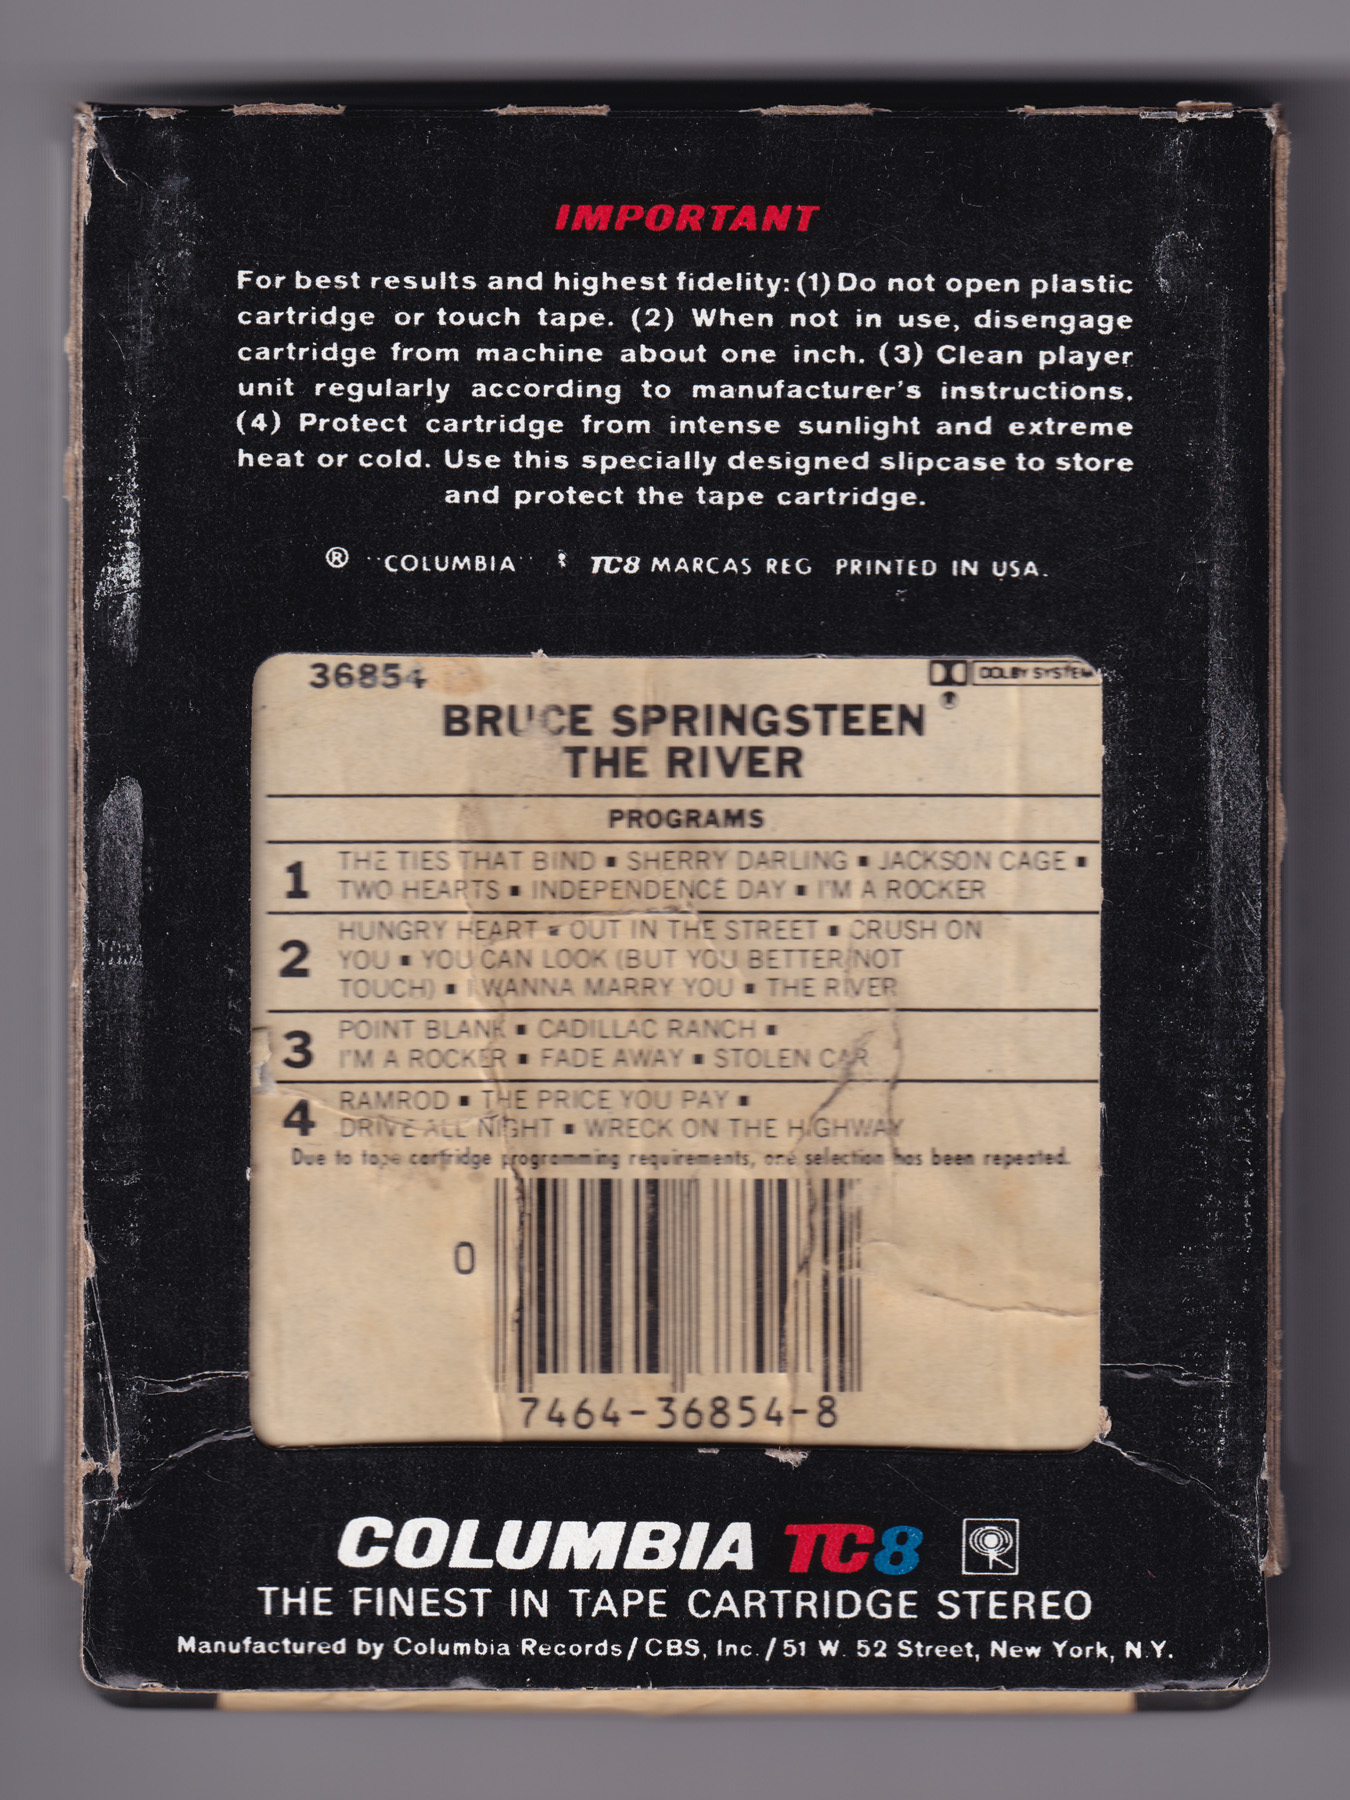 IMPORTANT
For best results and highest fidelity: (1) Do not open plastic
cartridge or touch tape. (2) When not in use, disengage
cartridge from machine about one inch. (3) Clean player
unit regularly according to manufacturer's instructions.
(4) Protect cartridge from intense sunlight and extreme
heat or cold. Use this specially designed slipcase to store
and protect the tape cartridge.
® "COLUMBIA" TC8 MARCAS REG PRINTED IN USA.
36854 DOLBY SYSTEM
BRUCE SPRINGSTEEN
THE RIVER
PROGRAMS
1 THE TIES THAT BIND ▪ SHERRY DARLING ▪ JACKSON CAGE ▪
TWO HEARTS ▪ INDEPENDENCE DAY ▪ I'M A ROCKER
2 HUNGRY HEART ▪ OUT IN THE STREET ▪ CRUSH ON
YOU ▪ YOU CAN LOOK (BUT YOU BETTER NOT
TOUCH) ▪ I WANNA MARRY YOU ▪ THE RIVER
3 POINT BLANK ▪ CADILLAC RANCH ▪
I'M A ROCKER ▪ FADE AWAY ▪ STOLEN CAR
4 RAMROD ▪ THE PRICE YOU PAY ▪
DRIVE ALL NIGHT ▪ WRECK ON THE HIGHWAY
Due to tape cartridge programming requirements, one selection has been repeated.
0
7464-36854-8
COLUMBIA TC8
THE FINEST IN TAPE CARTRIDGE STEREO
Manufactured by Columbia Records/CBS, Inc./51 W. 52 Street, New York, N.Y.